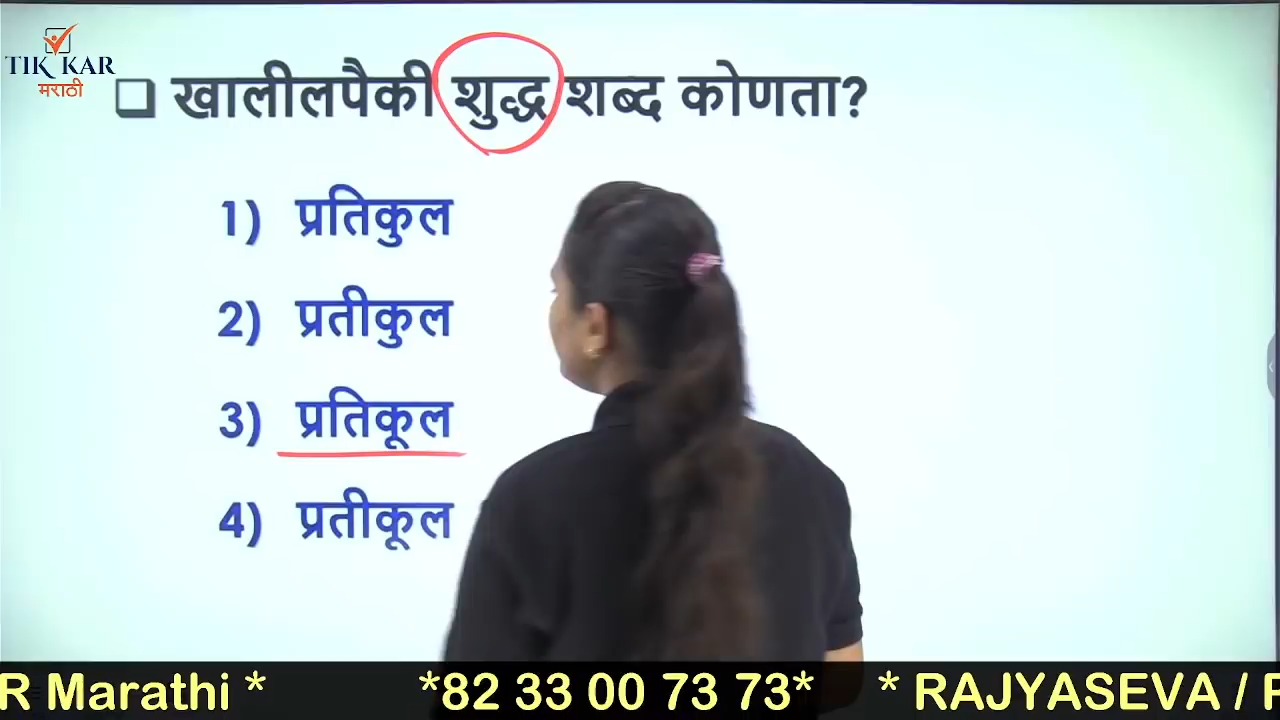 TIK KAR
मराठी
❑ खालीलपैकी शुद्ध शब्द कोणता?
1) प्रतिकुल
2) प्रतीकुल
3) प्रतिकूल
4) प्रतीकूल
R Marathi * *82 33 00 73 73* * RAJYASEVA /